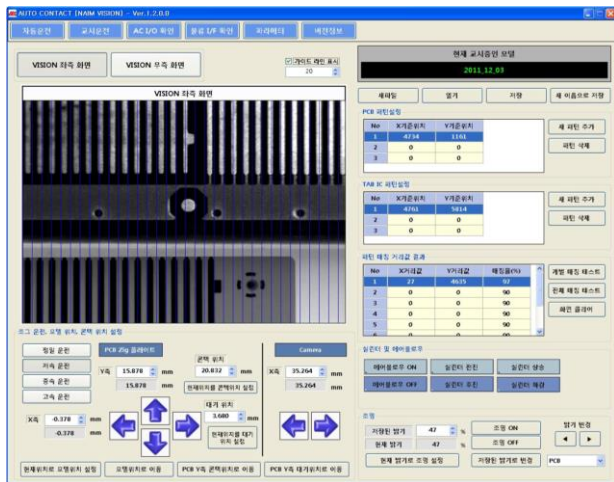 AUTO CONTACT (NAIM VISION) - Ver.1.2.0.0
자동운전 교시운전 AC I/O 확인 물류 I/F 확인 파라메터 버전정보
VISION 좌측 화면 VISION 우측 화면
가이드 라인 표시
20
VISION 좌측 화면
현재 교시중인 모델
2011_12_03
새파일 열기 저장 새 이름으로 저장
PCB 패턴설정
No X기준위치 Y기준위치
1 4734 1161
2 0 0
3 0 0
새 패턴 추가
패턴 삭제
TAB IC 패턴설정
No X기준위치 Y기준위치
1 4761 5814
2 0 0
3 0 0
새 패턴 추가
패턴 삭제
패턴 매칭 거리값 결과
No X거리값 Y거리값 매칭율(%)
1 27 4635 97
2 0 0 90
3 0 0 90
4 0 0 90
5 0 0 90
6
개별 매칭 테스트
전체 매칭 테스트
화면 클리어
조그 운전, 모델 위치, 콘택 위치 설정
정밀 운전
저속 운전
중속 운전
고속 운전
X축 -0.378 mm
-0.378 mm
PCB Zig 플레이트
Y축 15.878 mm
15.878 mm
콘택 위치
20.832 mm
현재위치를 콘택위치 설정
대기 위치
3.680 mm
현재위치를 대기
위치 설정
Camera
X축 35.264 mm
35.264 mm
현재위치로 모델위치 설정 모델위치로 이동 PCB Y축 콘택위치로 이동 PCB Y축 대기위치로 이동
실린더 및 에어블로우
에어블로우 ON 실린더 전진 실린더 상승
에어블로우 OFF 실린더 후진 실린더 하강
조명
저장된 밝기 47 %
현재 밝기 47 %
조명 ON
조명 OFF
밝기 변경
현재 밝기로 조명 설정 저장된 밝기로 변경 PCB